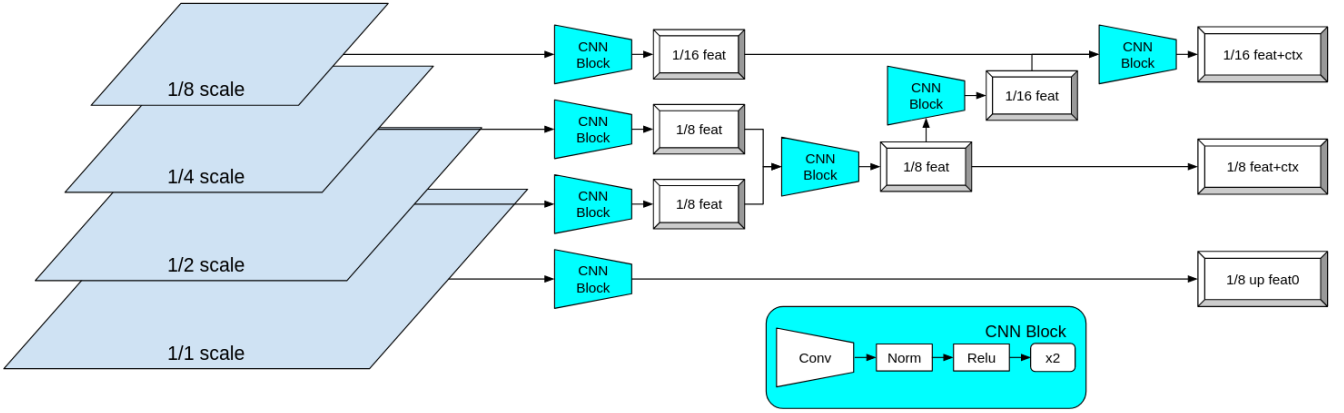 1/8 scale
1/4 scale
1/2 scale
1/1 scale
CNN
Block
1/16 feat
CNN
Block
1/16 feat+ctx
CNN
Block
1/16 feat
CNN
Block
1/8 feat
CNN
Block
1/8 feat
1/8 feat+ctx
CNN
Block
1/8 feat
CNN
Block
1/8 up feat0
CNN Block
Conv
Norm
Relu
x2